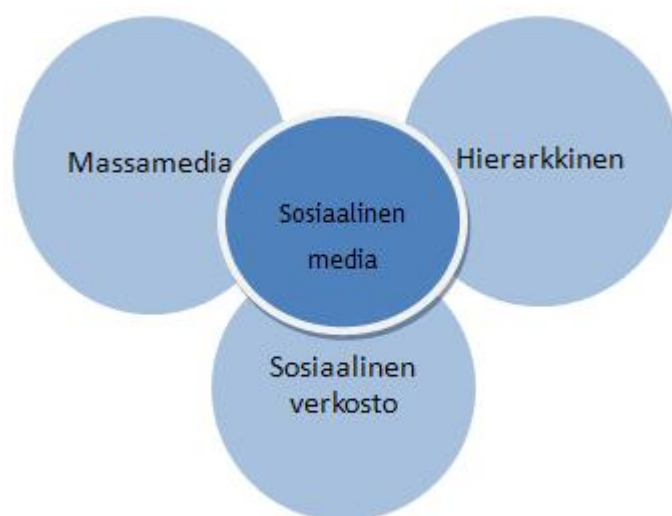 Massamedia
Hierarkkinen
Sosiaalinen
media
Sosiaalinen
verkosto